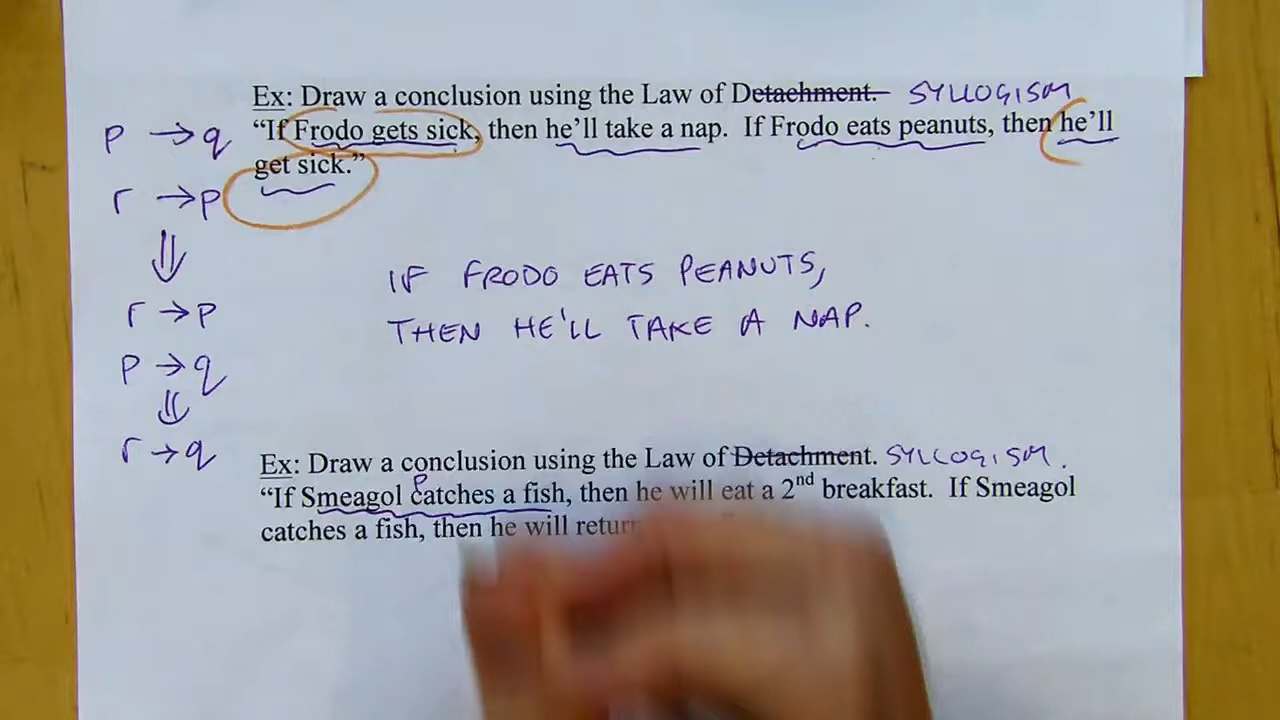 Ex: Draw a conclusion using the Law of Detachment. SYLLOGISM
"If Frodo gets sick, then he'll take a nap. If Frodo eats peanuts, then he'll
get sick."
p → q
r → p
⇓
r → p
p → q
⇓
r → q
IF FRODO EATS PEANUTS,
THEN HE'LL TAKE A NAP.
Ex: Draw a conclusion using the Law of Detachment. SYLLOGISM.
P
"If Smeagol catches a fish, then he will eat a 2nd breakfast. If Smeagol
catches a fish, then he will